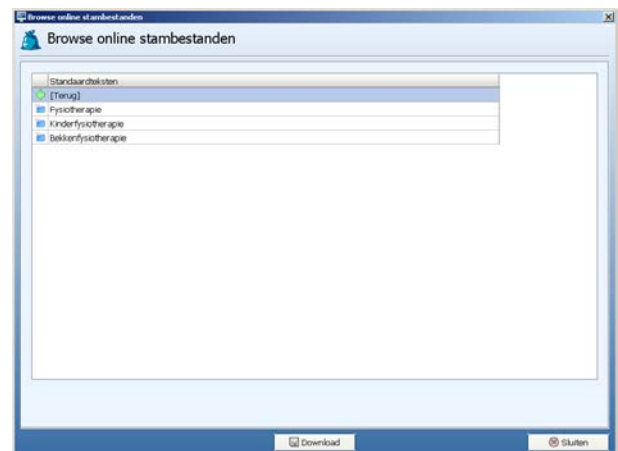 Browse online stambestanden
Browse online stambestanden
Standaardteksten
[Terug]
Fysiotherapie
Kinderfysiotherapie
Bekkenfysiotherapie
Download
Sluiten